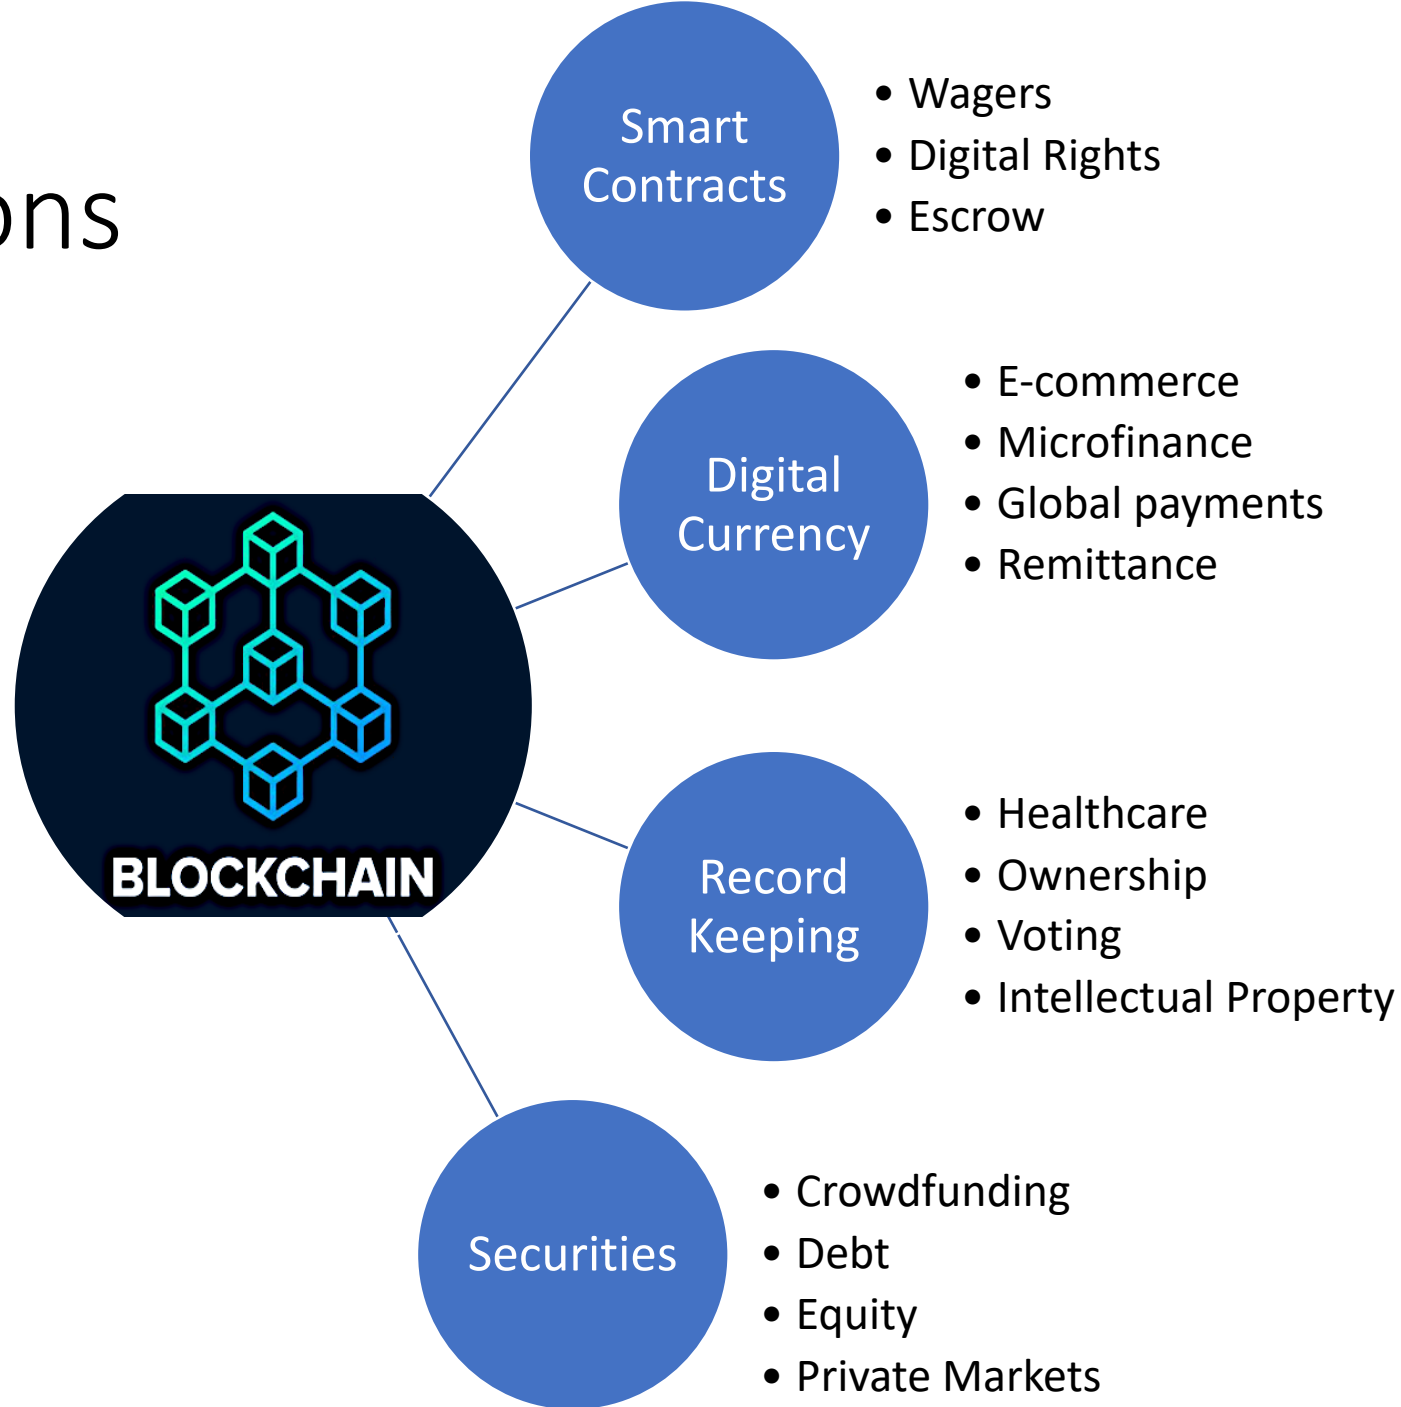 ons
Smart
Contracts
• Wagers
• Digital Rights
• Escrow
Digital
Currency
• E-commerce
• Microfinance
• Global payments
• Remittance
BLOCKCHAIN
Record
Keeping
• Healthcare
• Ownership
• Voting
• Intellectual Property
Securities
• Crowdfunding
• Debt
• Equity
• Private Markets